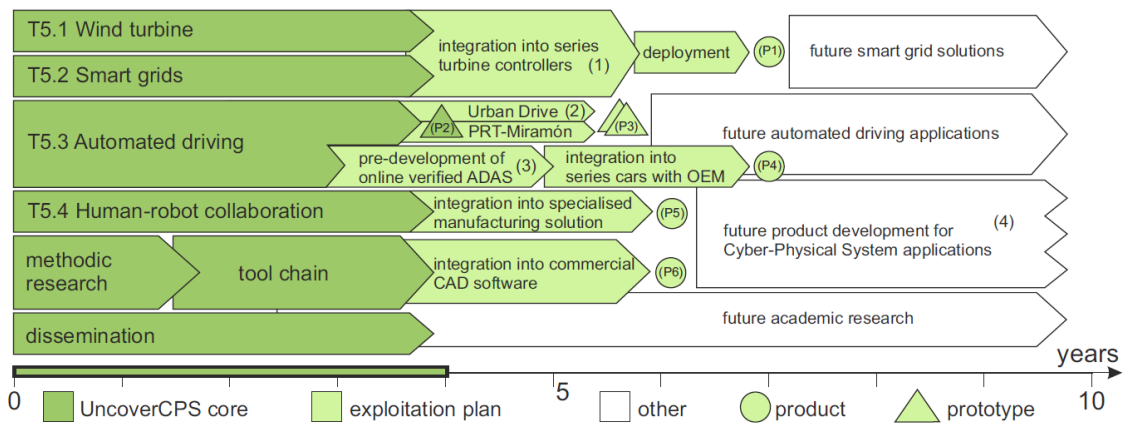 T5.1 Wind turbine
T5.2 Smart grids
integration into series
turbine controllers (1)
deployment
(P1)
future smart grid solutions
T5.3 Automated driving
(P2)
Urban Drive (2)
PRT-Miramón
(P3)
future automated driving applications
pre-development of
online verified ADAS (3)
integration into
series cars with OEM
(P4)
T5.4 Human-robot collaboration
integration into specialised
manufacturing solution
(P5)
future product development for
Cyber-Physical System applications
(4)
methodic
research
tool chain
integration into commercial
CAD software
(P6)
dissemination
future academic research
years
0
5
10
UncoverCPS core
exploitation plan
other
product
prototype